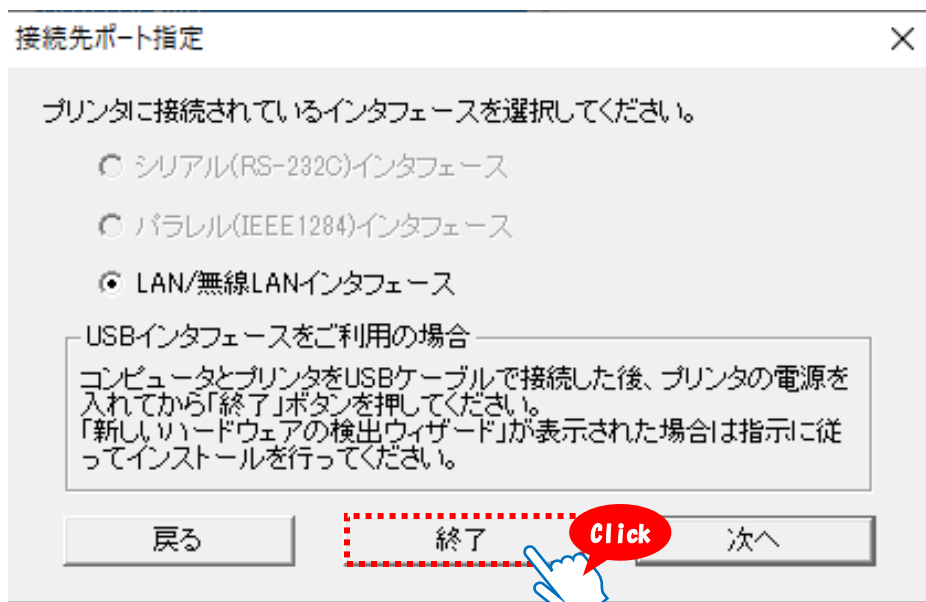 接続先ポート指定
プリンタに接続されているインタフェースを選択してください。
シリアル(RS-232C)インタフェース
パラレル(IEEE1284)インタフェース
LAN/無線LANインタフェース
USBインタフェースをご利用の場合
コンピュータとプリンタをUSBケーブルで接続した後、プリンタの電源を
入れてから「終了」ボタンを押してください。
「新しいハードウェアの検出ウィザード」が表示された場合は指示に従
ってインストールを行ってください。
戻る
終了
Click
次へ